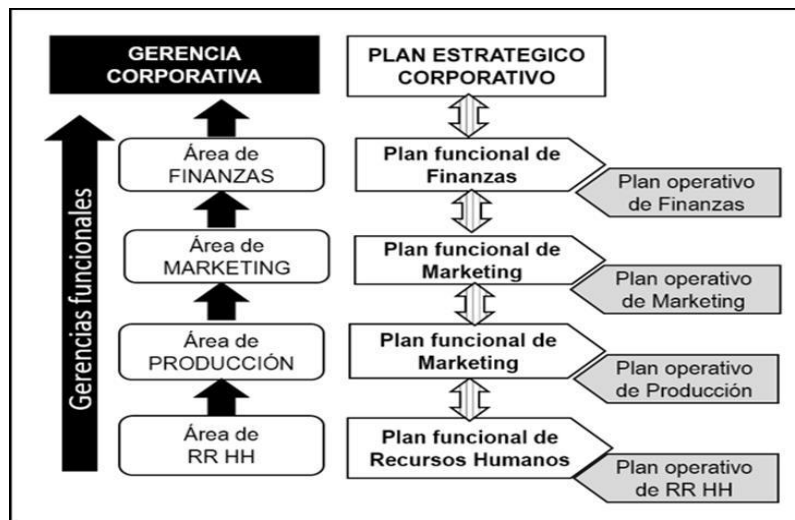 GERENCIA
CORPORATIVA
PLAN ESTRATEGICO
CORPORATIVO
Gerencias funcionales
Área de
FINANZAS
Plan funcional de
Finanzas
Plan operativo
de Finanzas
Área de
MARKETING
Plan funcional de
Marketing
Plan operativo
de Marketing
Área de
PRODUCCIÓN
Plan funcional de
Marketing
Plan operativo
de Producción
Área de
RR HH
Plan funcional de
Recursos Humanos
Plan operativo
de RR HH